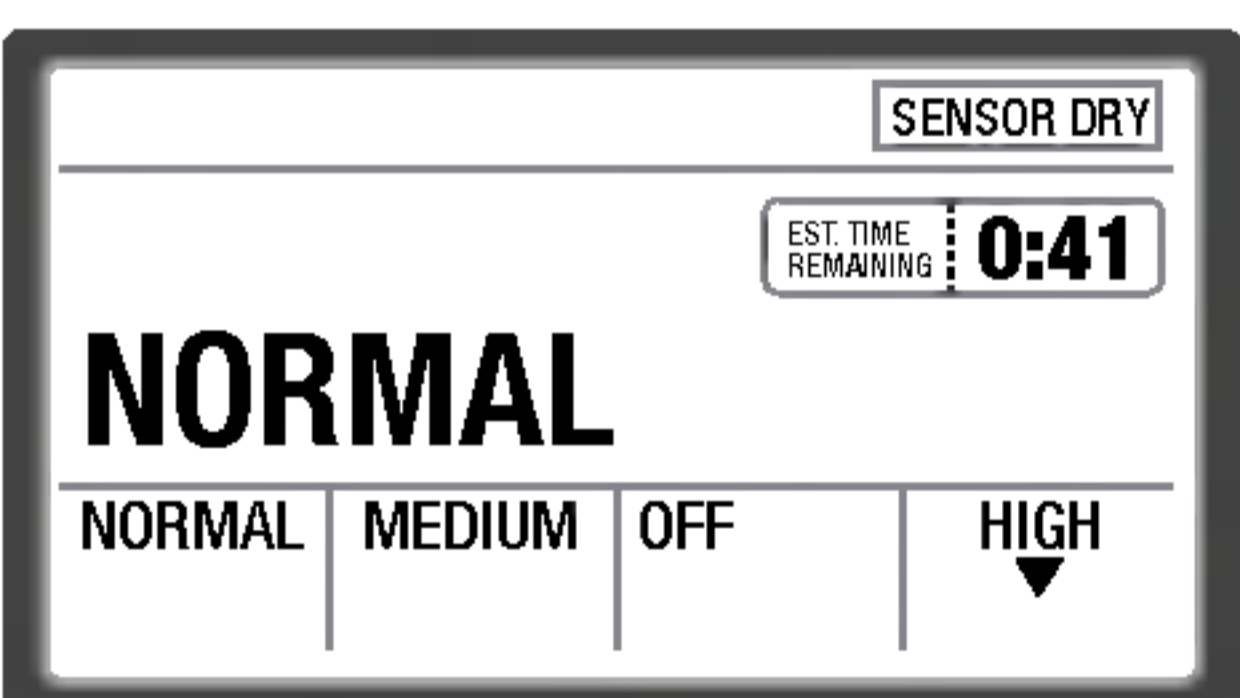 SENSOR DRY
EST. TIME
REMAINING
0:41
NORMAL
NORMAL MEDIUM OFF HIGH